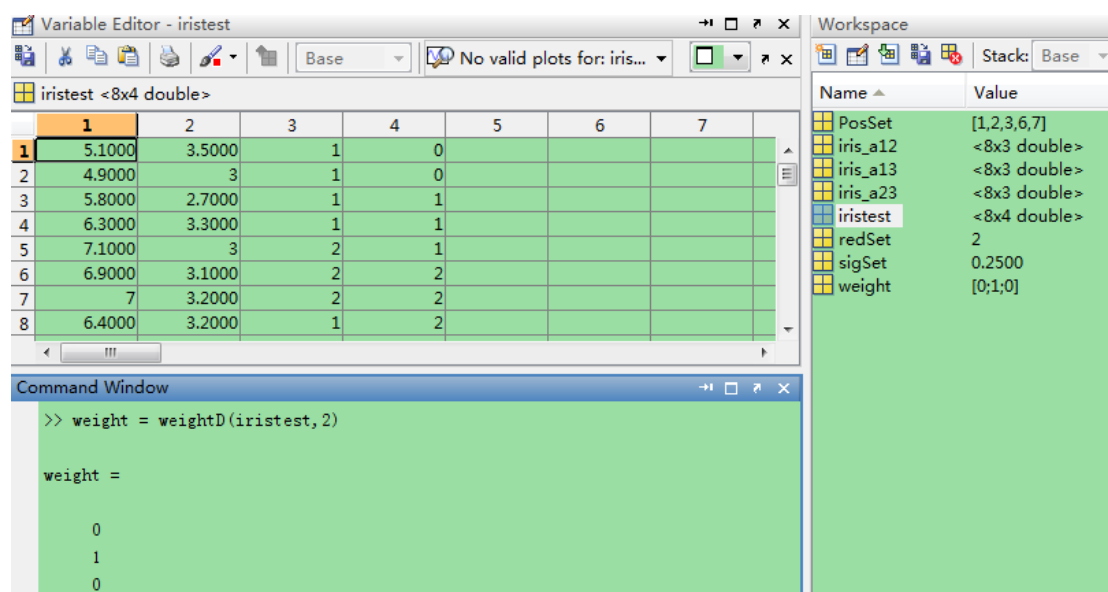 Variable Editor - iristest
Base
No valid plots for: iris...
iristest <8x4 double>
1 2 3 4 5 6 7
1 5.1000 3.5000 1 0
2 4.9000 3 1 0
3 5.8000 2.7000 1 1
4 6.3000 3.3000 1 1
5 7.1000 3 2 1
6 6.9000 3.1000 2 2
7 7 3.2000 2 2
8 6.4000 3.2000 1 2
Command Window
>> weight = weightD(iristest,2)
weight =
0
1
0
Workspace
Stack: Base
Name Value
PosSet [1,2,3,6,7]
iris_a12 <8x3 double>
iris_a13 <8x3 double>
iris_a23 <8x3 double>
iristest <8x4 double>
redSet 2
sigSet 0.2500
weight [0;1;0]